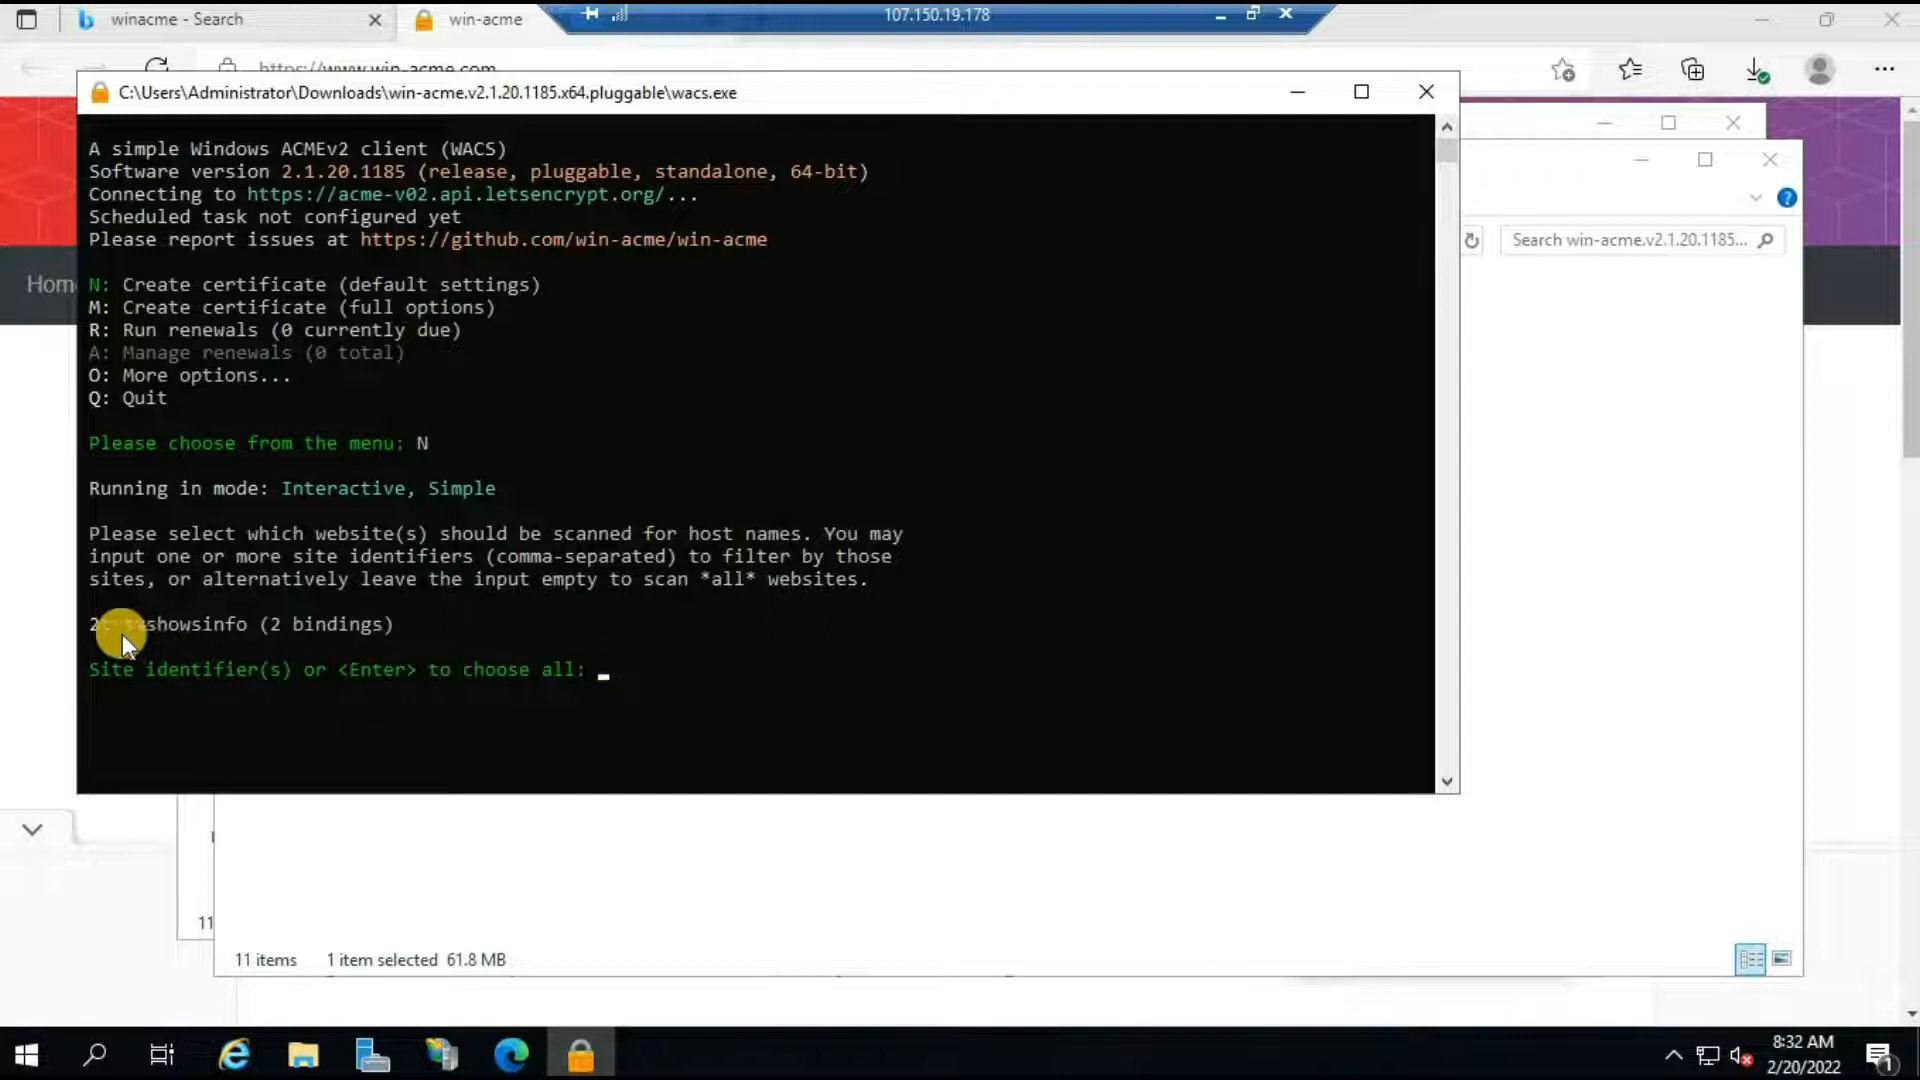 winacme - Search
win-acme
107.150.19.178
https://www.win-acme.com
C:\Users\Administrator\Downloads\win-acme.v2.1.20.1185.x64.pluggable\wacs.exe
A simple Windows ACMEv2 client (WACS)
Software version 2.1.20.1185 (release, pluggable, standalone, 64-bit)
Connecting to https://acme-v02.api.letsencrypt.org/...
Scheduled task not configured yet
Please report issues at https://github.com/win-acme/win-acme
Search win-acme.v2.1.20.1185...
Hom
N: Create certificate (default settings)
M: Create certificate (full options)
R: Run renewals (0 currently due)
A: Manage renewals (0 total)
O: More options...
Q: Quit
Please choose from the menu: N
Running in mode: Interactive, Simple
Please select which website(s) should be scanned for host names. You may
input one or more site identifiers (comma-separated) to filter by those
sites, or alternatively leave the input empty to scan *all* websites.
(2 bindings)
Site identifier(s) or <Enter> to choose all:
11
11 items 1 item selected 61.8 MB
8:32 AM
2/20/2022
1